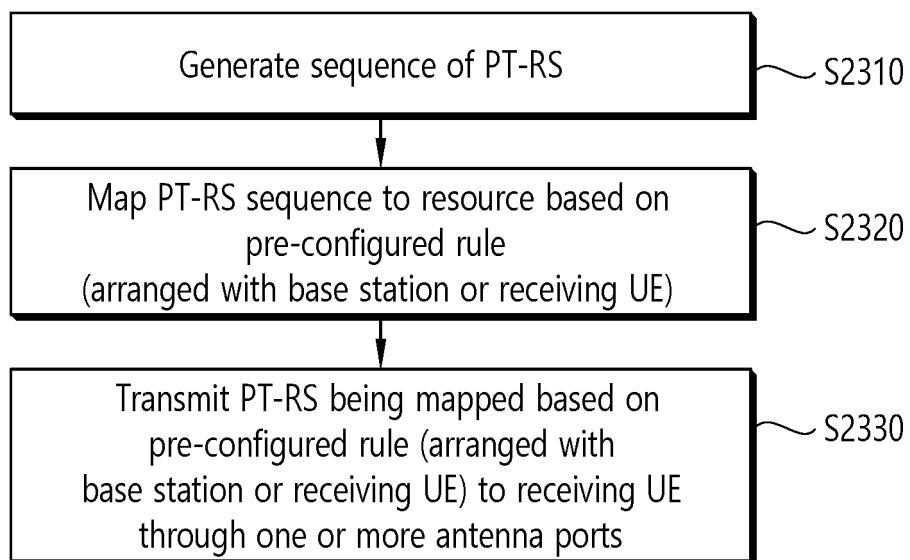 Generate sequence of PT-RS
S2310
Map PT-RS sequence to resource based on
pre-configured rule
(arranged with base station or receiving UE)
S2320
Transmit PT-RS being mapped based on
pre-configured rule (arranged with
base station or receiving UE) to receiving UE
through one or more antenna ports
S2330